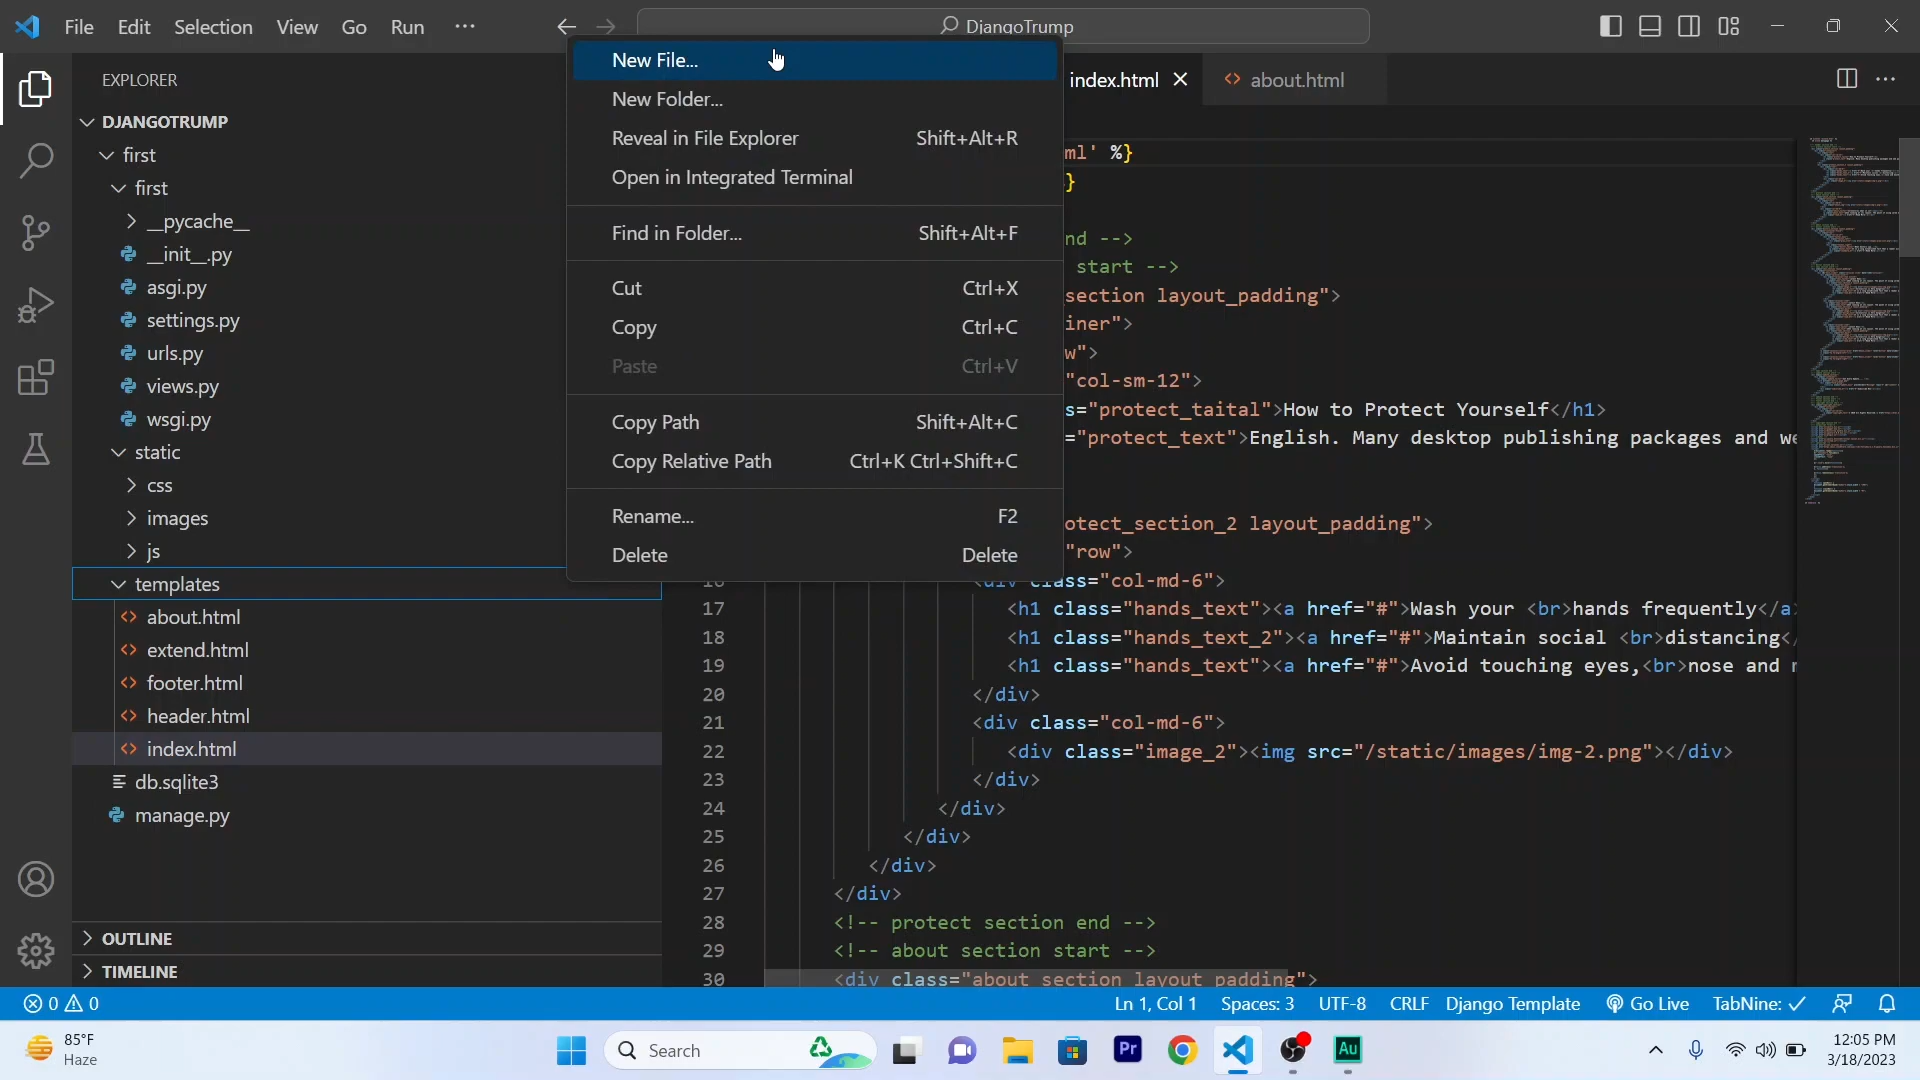 File Edit Selection View Go Run ···
DjangoTrump
EXPLORER
DJANGOTRUMP
first
first
__pycache__
__init__.py
asgi.py
settings.py
urls.py
views.py
wsgi.py
static
css
images
js
templates
about.html
extend.html
footer.html
header.html
index.html
db.sqlite3
manage.py
OUTLINE
TIMELINE
New File...
New Folder...
Reveal in File Explorer Shift+Alt+R
Open in Integrated Terminal
Find in Folder... Shift+Alt+F
Cut Ctrl+X
Copy Ctrl+C
Paste Ctrl+V
Copy Path Shift+Alt+C
Copy Relative Path Ctrl+K Ctrl+Shift+C
Rename... F2
Delete Delete
index.html
about.html
ml' %}
}
nd -->
start -->
section layout_padding">
iner">
w">
"col-sm-12">
s="protect_taital">How to Protect Yourself</h1>
="protect_text">English. Many desktop publishing packages and we
otect_section_2 layout_padding">
"row">
16 <div class="col-md-6">
17 <h1 class="hands_text"><a href="#">Wash your <br>hands frequently</a>
18 <h1 class="hands_text_2"><a href="#">Maintain social <br>distancing</
19 <h1 class="hands_text"><a href="#">Avoid touching eyes,<br>nose and
20 </div>
21 <div class="col-md-6">
22 <div class="image_2"><img src="/static/images/img-2.png"></div>
23 </div>
24 </div>
25 </div>
26 </div>
27 </div>
28 <!-- protect section end -->
29 <!-- about section start -->
30 <div class="about_section layout_padding">
0 0
Ln 1, Col 1 Spaces: 3 UTF-8 CRLF Django Template Go Live TabNine: ✓
85°F
Haze
Search
Pr
Au
12:05 PM
3/18/2023